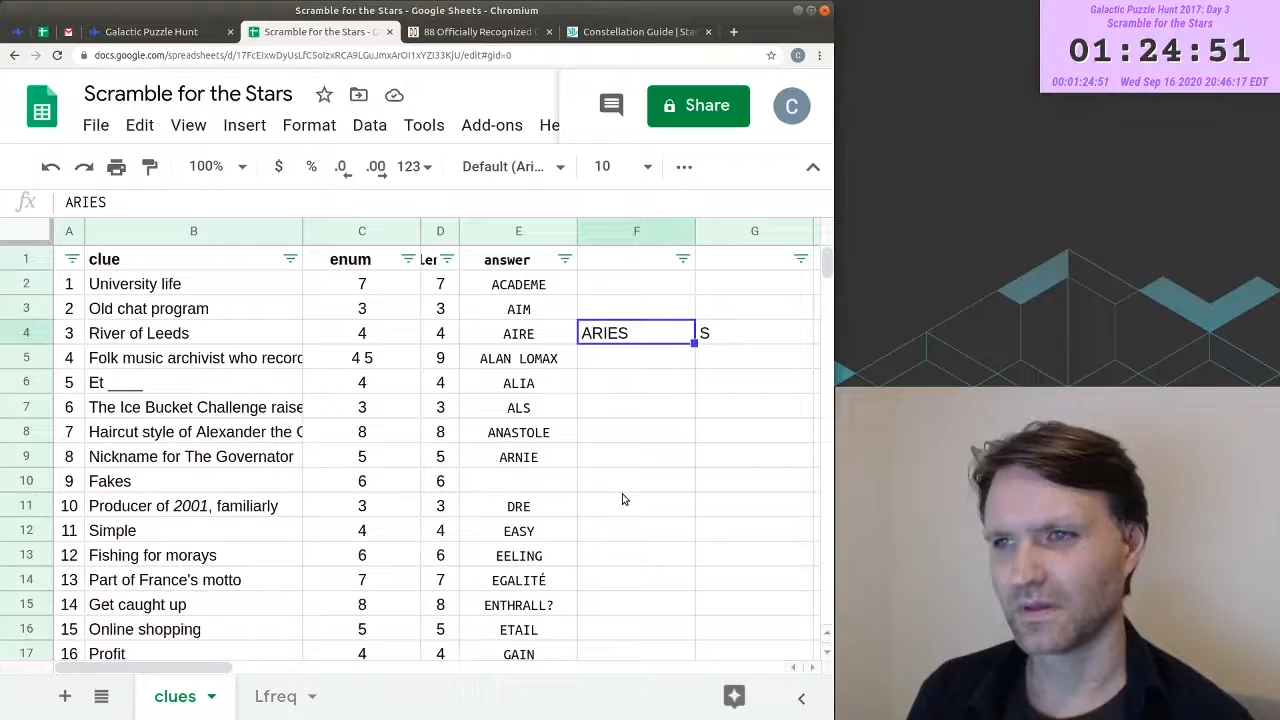 Scramble for the Stars - Google Sheets - Chromium
Galactic Puzzle Hunt
Scramble for the Stars - G
88 Officially Recognized C
Constellation Guide | Sta
docs.google.com/spreadsheets/d/
/edit#gid=0
Scramble for the Stars
Share
C
File Edit View Insert Format Data Tools Add-ons He
100% $ % .0 .00 123 Default (Ari... 10
fx ARIES
A B C D E F G
1 clue enum answer
2 1 University life 7 7 ACADEME
3 2 Old chat program 3 3 AIM
4 3 River of Leeds 4 4 AIRE ARIES S
5 4 Folk music archivist who record 4 5 9 ALAN LOMAX
6 5 Et ____ 4 4 ALIA
7 6 The Ice Bucket Challenge raise 3 3 ALS
8 7 Haircut style of Alexander the G 8 8 ANASTOLE
9 8 Nickname for The Governator 5 5 ARNIE
10 9 Fakes 6 6
11 10 Producer of 2001, familiarly 3 3 DRE
12 11 Simple 4 4 EASY
13 12 Fishing for morays 6 6 EELING
14 13 Part of France's motto 7 7 EGALITÉ
15 14 Get caught up 8 8 ENTHRALL?
16 15 Online shopping 5 5 ETAIL
17 16 Profit 4 4 GAIN
clues Lfreq
Galactic Puzzle Hunt 2017: Day 3
Scramble for the Stars
01:24:51
00:01:24:51 Wed Sep 16 2020 20:46:17 EDT